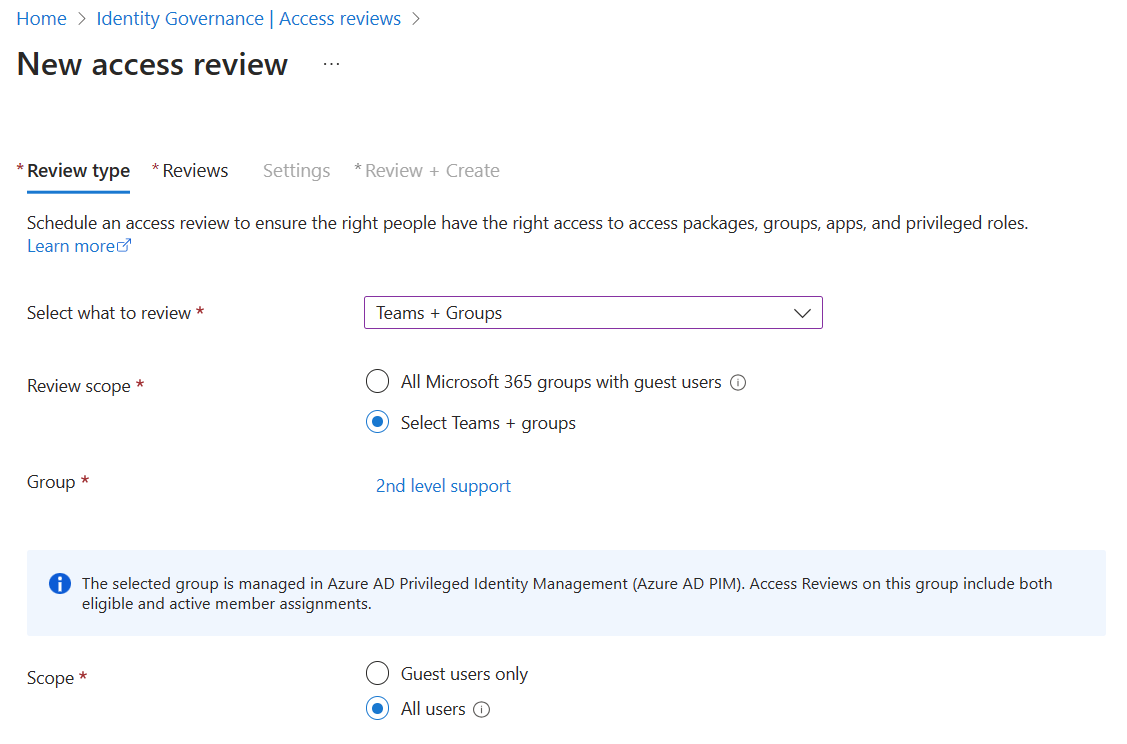 Home > Identity Governance | Access reviews >
New access review ...
* Review type * Reviews Settings * Review + Create
Schedule an access review to ensure the right people have the right access to access packages, groups, apps, and privileged roles.
Learn more
Select what to review * Teams + Groups
Review scope * All Microsoft 365 groups with guest users
Select Teams + groups
Group * 2nd level support
The selected group is managed in Azure AD Privileged Identity Management (Azure AD PIM). Access Reviews on this group include both
eligible and active member assignments.
Scope * Guest users only
All users